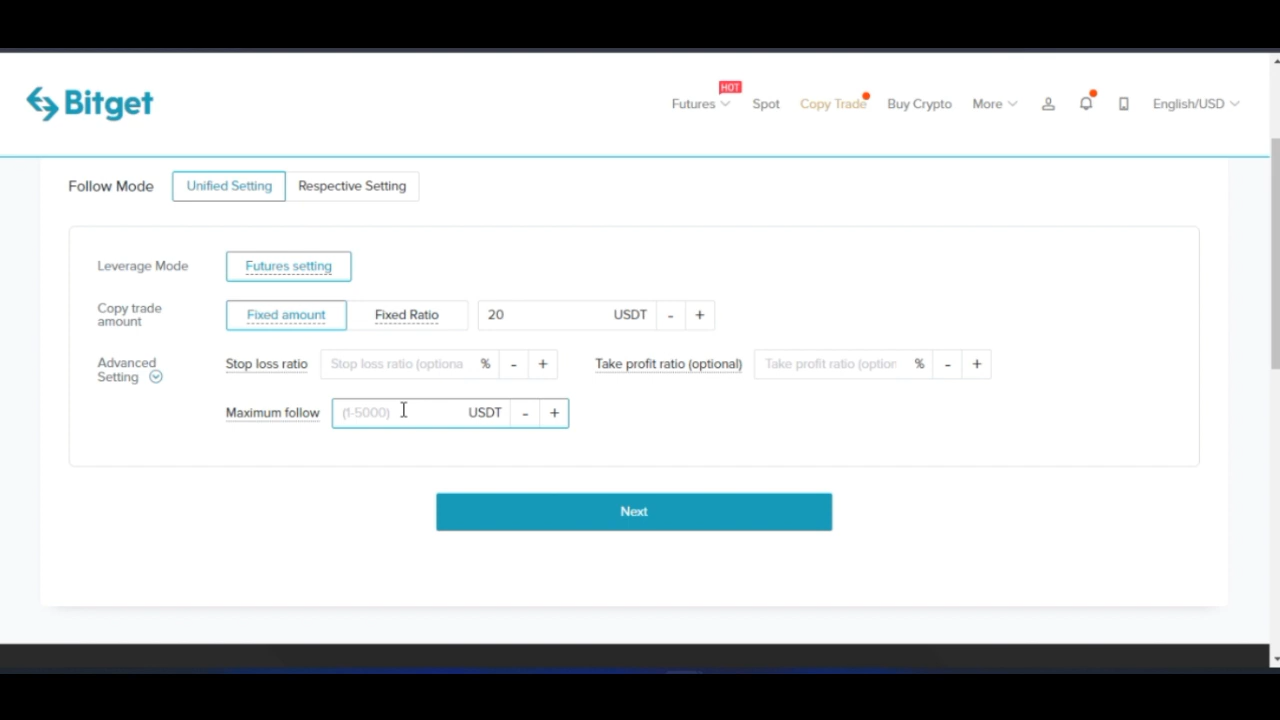 HOT
Bitget
Futures Spot Copy Trade Buy Crypto More English/USD
Follow Mode Unified Setting Respective Setting
Leverage Mode Futures setting
Copy trade amount Fixed amount Fixed Ratio 20 USDT - +
Advanced Setting Stop loss ratio Stop loss ratio (optiona % - + Take profit ratio (optional) Take profit ratio (option % - +
Maximum follow (1-5000) USDT - +
Next